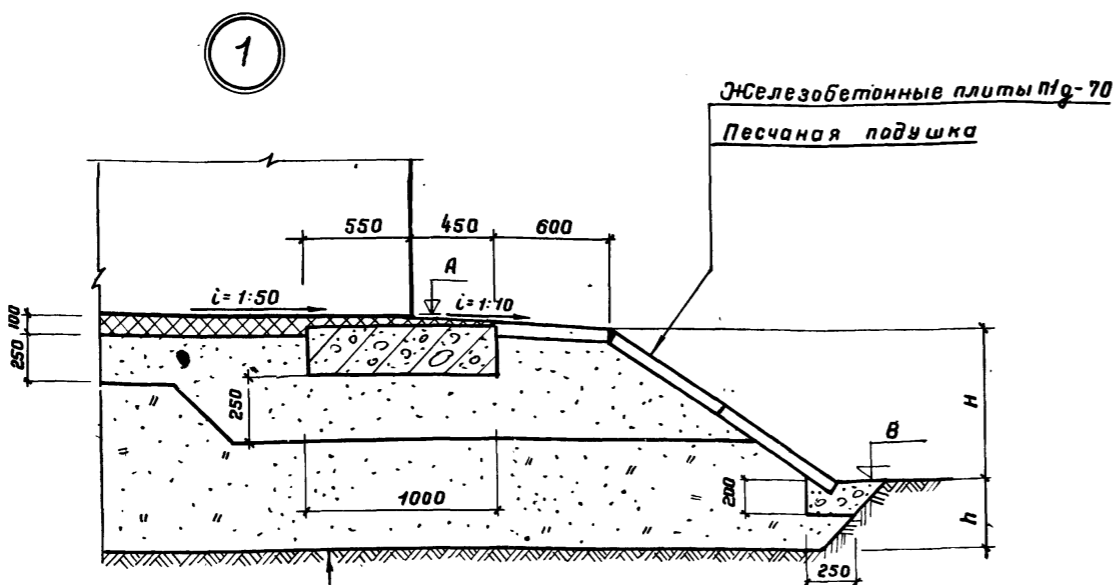 1
Железобетонные плиты п1д-70
Песчаная подушка
550 450 600
А
i=1:50
i=1:10
100
250
250
1000
H
В
200
h
250